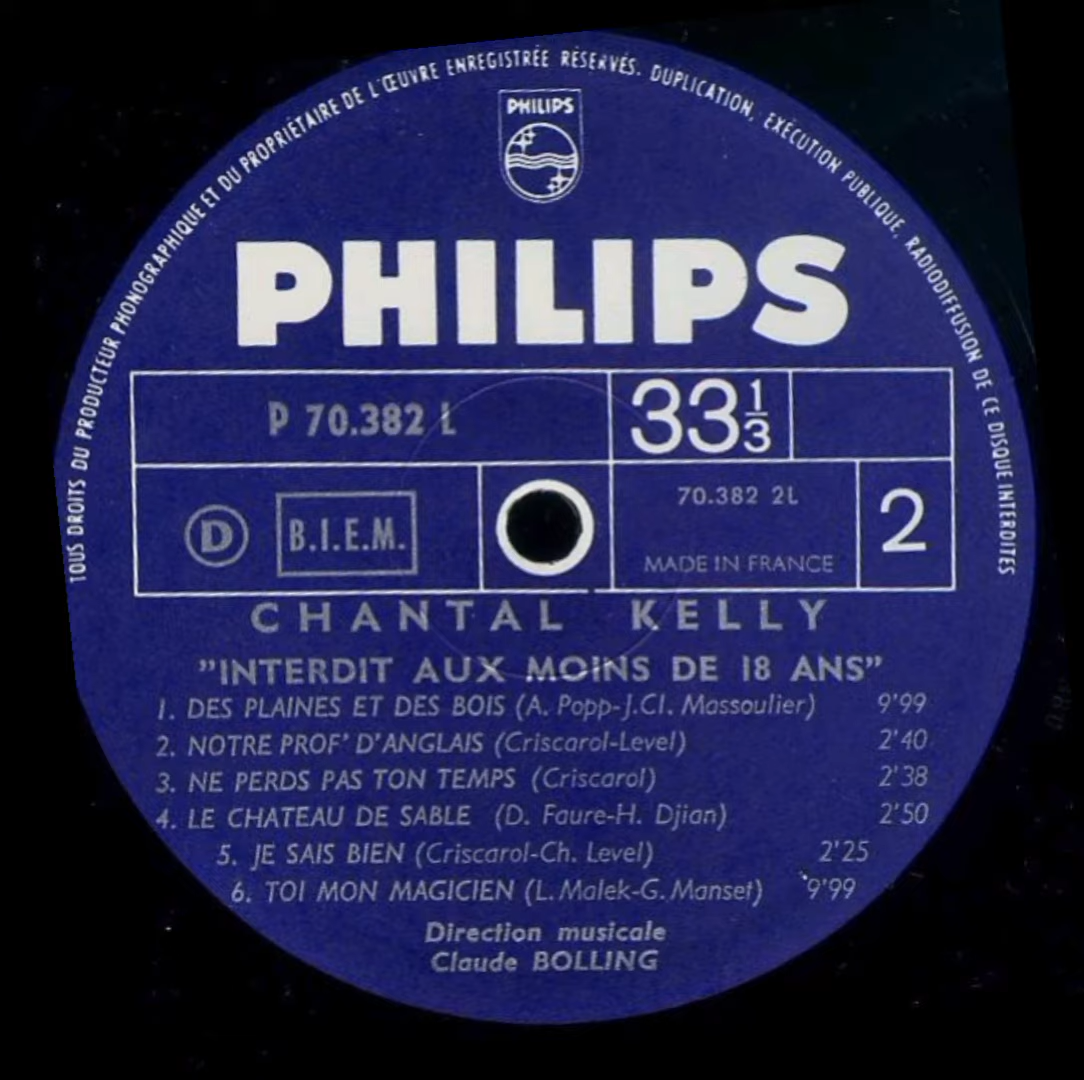 TOUS DROITS DU PRODUCTEUR PHONOGRAPHIQUE ET DU PROPRIÉTAIRE DE L'ŒUVRE ENREGISTRÉE RÉSERVÉS. DUPLICATION, EXÉCUTION PUBLIQUE, RADIODIFFUSION DE CE DISQUE INTERDITES
PHILIPS
PHILIPS
P 70.382 L
33 1/3
D
B.I.E.M.
70.382 2L
MADE IN FRANCE
2
CHANTAL KELLY
"INTERDIT AUX MOINS DE 18 ANS"
1. DES PLAINES ET DES BOIS (A. Popp-J.Cl. Massoulier) 9'99
2. NOTRE PROF' D'ANGLAIS (Criscarol-Level) 2'40
3. NE PERDS PAS TON TEMPS (Criscarol) 2'38
4. LE CHATEAU DE SABLE (D. Faure-H. Djian) 2'50
5. JE SAIS BIEN (Criscarol-Ch. Level) 2'25
6. TOI MON MAGICIEN (L. Malek-G. Manset) 9'99
Direction musicale
Claude BOLLING